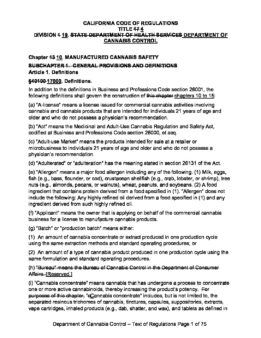 CALIFORNIA CODE OF REGULATIONS
TITLE 17 4
DIVISION 1 19. STATE DEPARTMENT OF HEALTH SERVICES DEPARTMENT OF
CANNABIS CONTROL
Chapter 13 10. MANUFACTURED CANNABIS SAFETY
SUBCHAPTER 1. GENERAL PROVISIONS AND DEFINITIONS
Article 1. Definitions
§40100 17000. Definitions.
In addition to the definitions in Business and Professions Code section 26001, the
following definitions shall govern the construction of this chapter chapters 10 to 16:
(a) "A-licensee" means a license issued for commercial cannabis activities involving
cannabis and cannabis products that are intended for individuals 21 years of age and
older and who do not possess a physician's recommendation.
(b) "Act" means the Medicinal and Adult-Use Cannabis Regulation and Safety Act,
codified at Business and Professions Code section 26000, et seq.
(c) "Adult-use Market" means the products intended for sale at a retailer or
microbusiness to individuals 21 years of age and older and who do not possess a
physician's recommendation.
(d) "Adulterated" or "adulteration" has the meaning stated in section 26131 of the Act.
(e) "Allergen" means a major food allergen including any of the following: (1) Milk, eggs,
fish (e.g., bass, flounder, or cod), crustacean shellfish (e.g., crab, lobster, or shrimp), tree
nuts (e.g., almonds, pecans, or walnuts), wheat, peanuts, and soybeans. (2) A food
ingredient that contains protein derived from a food specified in (1). "Allergen" does not
include the following: Any highly refined oil derived from a food specified in (1) and any
ingredient derived from such highly refined oil.
(f) "Applicant" means the owner that is applying on behalf of the commercial cannabis
business for a license to manufacture cannabis products.
(g) "Batch" or "production batch" means either:
(1) An amount of cannabis concentrate or extract produced in one production cycle
using the same extraction methods and standard operating procedures; or
(2) An amount of a type of cannabis product produced in one production cycle using the
same formulation and standard operating procedures.
(h) "Bureau" means the Bureau of Cannabis Control in the Department of Consumer
Affairs. [Reserved.]
(i) "Cannabis concentrate" means cannabis that has undergone a process to concentrate
one or more active cannabinoids, thereby increasing the product's potency. For
purposes of this chapter, "cCannabis concentrate" includes, but is not limited to, the
separated resinous trichomes of cannabis, tinctures, capsules, suppositories, extracts,
vape cartridges, inhaled products (e.g., dab, shatter, and wax), and tablets as defined in
Department of Cannabis Control – Text of Regulations Page 1 of 75